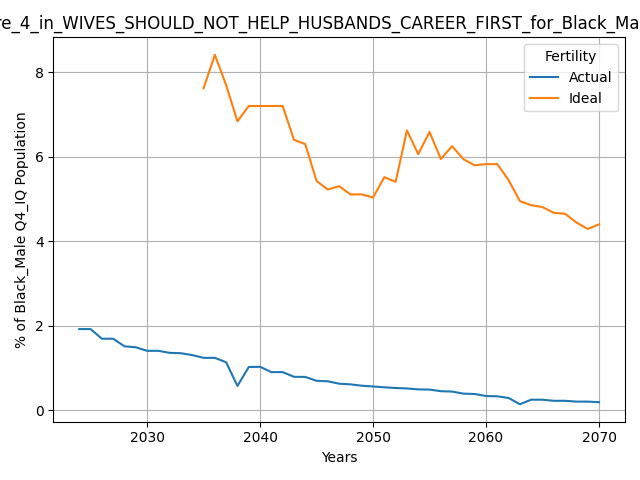 re_4_in_WIVES_SHOULD_NOT_HELP_HUSBANDS_CAREER_FIRST_for_Black_Ma
Fertility
Actual
Ideal
% of Black_Male Q4_IQ Population
8
6
4
2
0
2030 2040 2050 2060 2070
Years